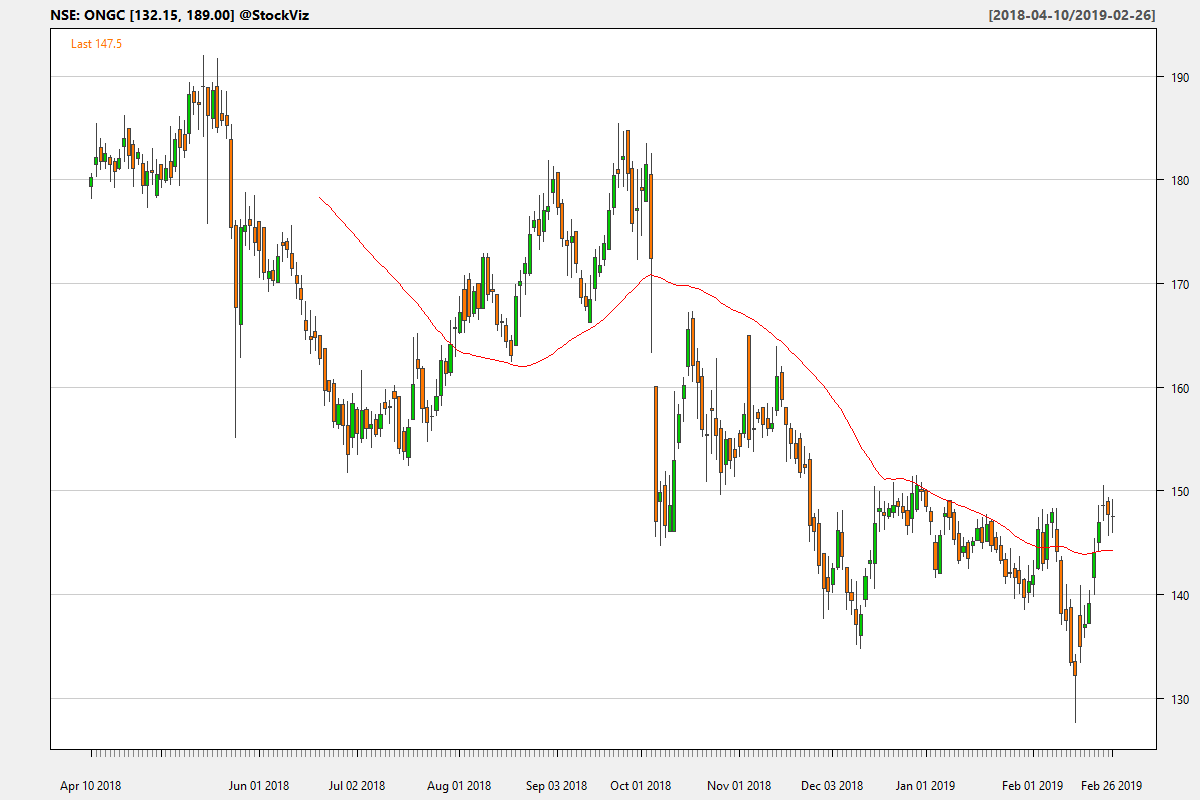 NSE: ONGC [132.15, 189.00] @StockViz [2018-04-10/2019-02-26]
Last 147.5
190
180
170
160
150
140
130
Apr 10 2018 Jun 01 2018 Jul 02 2018 Aug 01 2018 Sep 03 2018 Oct 01 2018 Nov 01 2018 Dec 03 2018 Jan 01 2019 Feb 01 2019 Feb 26 2019